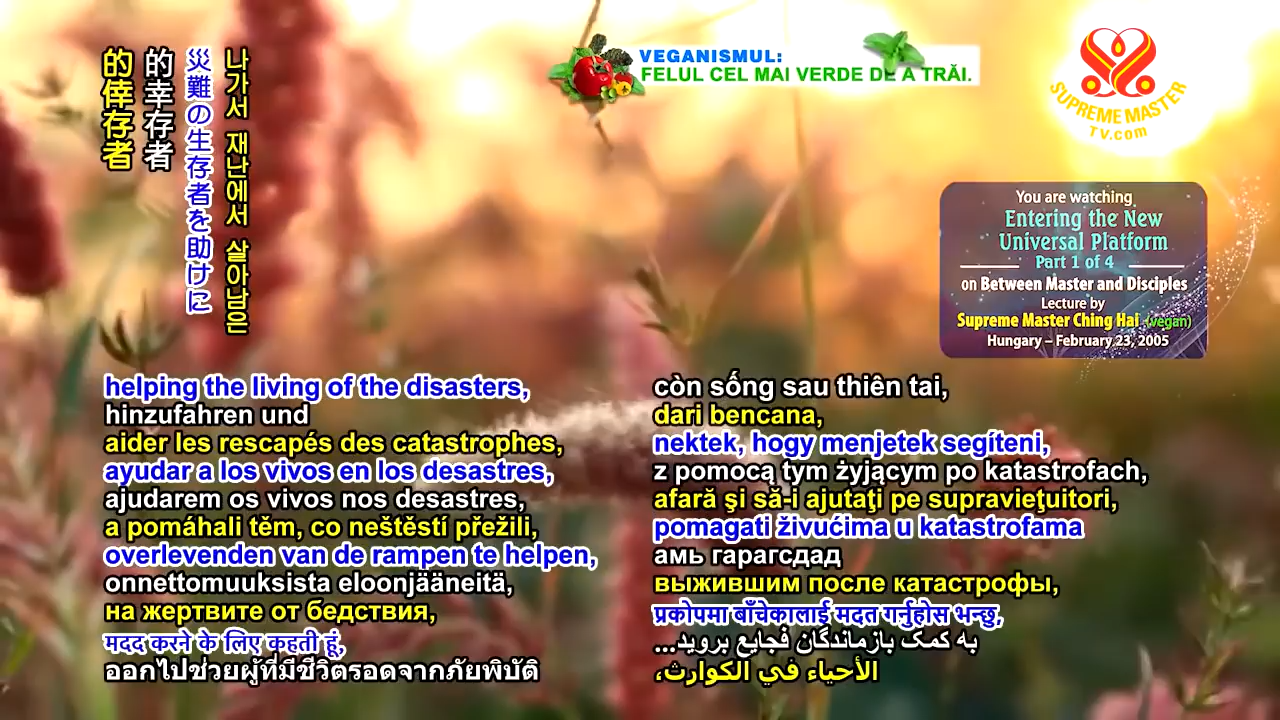 VEGANISMUL:
FELUL CEL MAI VERDE DE A TRĂI.
SUPREME MASTER
TV.com
나가서 재난에서 살아남은
災難の生存者を助けに
的幸存者
的倖存者
You are watching
Entering the New
Universal Platform
Part 1 of 4
on Between Master and Disciples
Lecture by
Supreme Master Ching Hai (vegan)
Hungary – February 23, 2005
helping the living of the disasters,
hinzufahren und
aider les rescapés des catastrophes,
ayudar a los vivos en los desastres,
ajudarem os vivos nos desastres,
a pomáhali těm, co neštěstí přežili,
overlevenden van de rampen te helpen,
onnettomuuksista eloonjääneitä,
на жертвите от бедствия,
मदद करने के लिए कहती हूं,
ออกไปช่วยผู้ที่มีชีวิตรอดจากภัยพิบัติ
còn sống sau thiên tai,
dari bencana,
nektek, hogy menjetek segíteni,
z pomocą tym żyjącym po katastrofach,
afară şi să-i ajutaţi pe supravieţuitori,
pomagati živućima u katastrofama
амь гарагсдад
выжившим после катастрофы,
प्रकोपमा बाँचेकालाई मदत गर्नुहोस भन्छु,
به کمک بازماندگان فجایع بروید...
الأحياء في الكوارث،